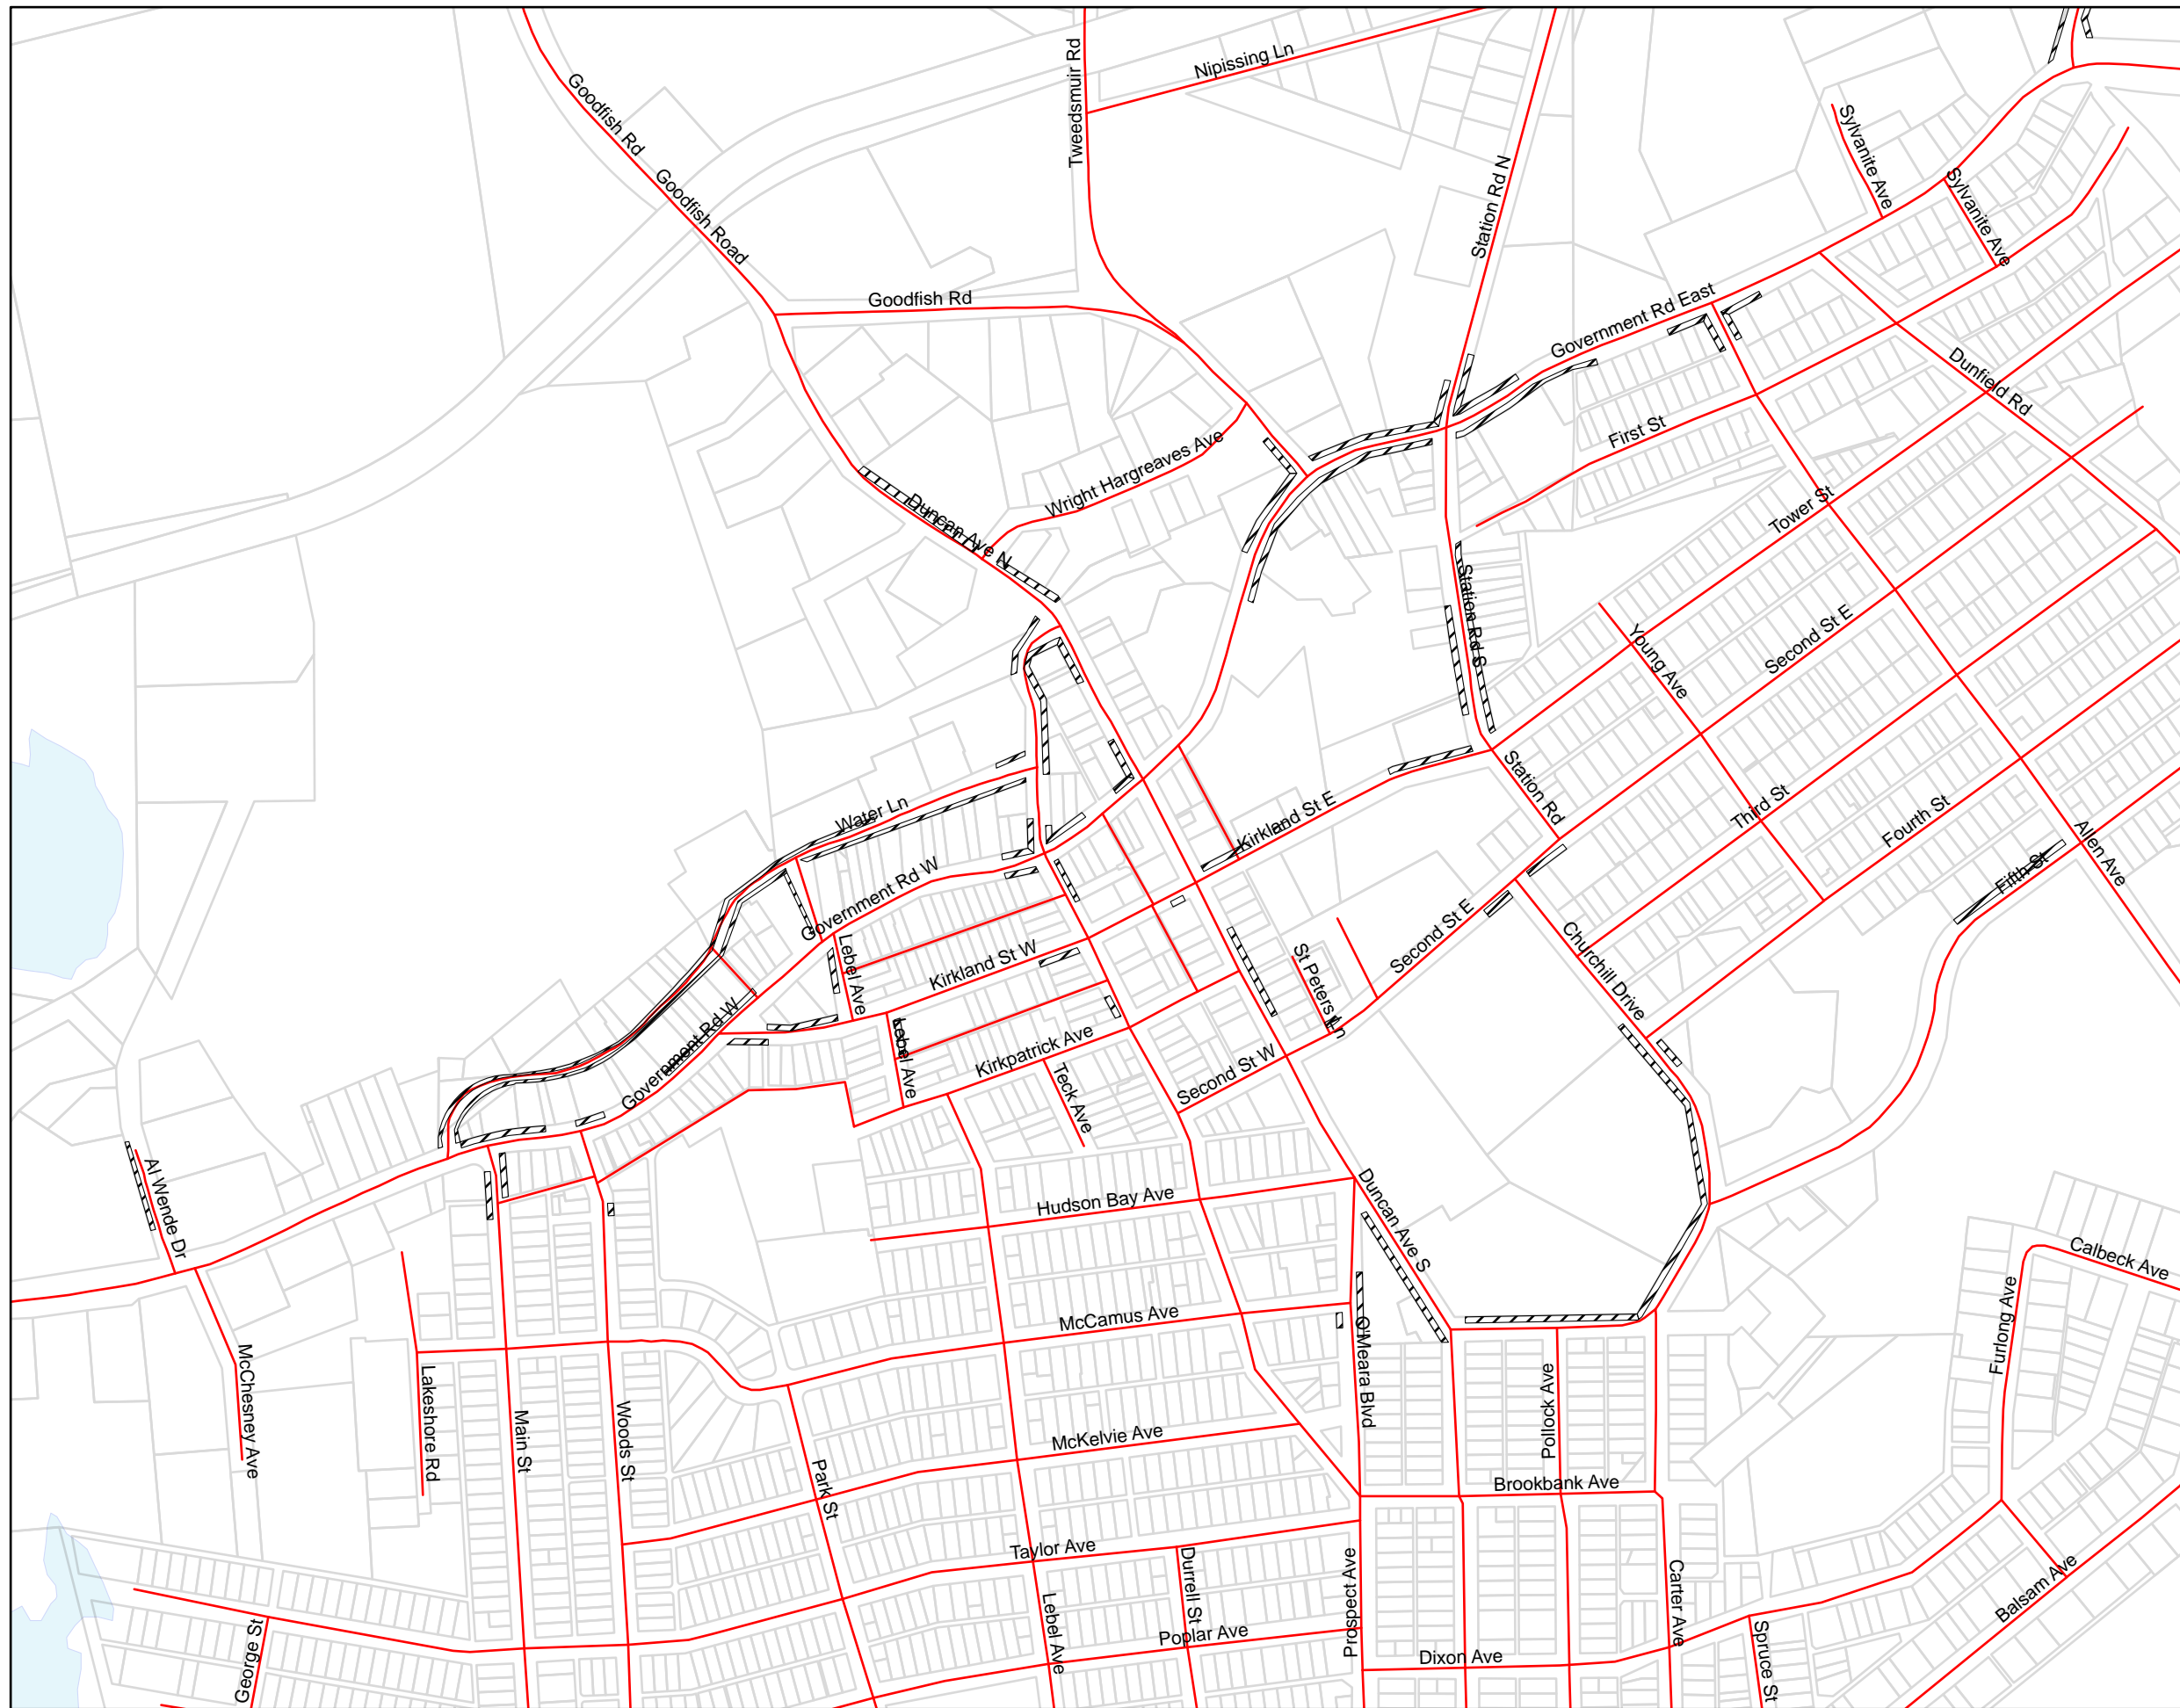 Tweedsmuir Rd
Nipissing Ln
Goodfish Rd
Sylvanite Ave
Goodfish Road
Station Rd N
Sylvanite Ave
Goodfish Rd
Government Rd East
Dunfield Rd
First St
Wright Hargreaves Ave
Duncan Ave N
Tower St
Station Rd S
Young Ave
Second St E
Station Rd
Water Ln
Kirkland St E
Third St
Fourth St
Allen Ave
Fifth St
Government Rd W
Lebel Ave
Kirkland St W
Second St E
St Peters Ln
Churchill Drive
Government Rd W
Lebel Ave
Kirkpatrick Ave
Teck Ave
Second St W
Al Wende Dr
Hudson Bay Ave
Duncan Ave S
Calbeck Ave
Furlong Ave
McCamus Ave
O'Meara Blvd
McChesney Ave
Lakeshore Rd
Main St
Woods St
Pollock Ave
McKelvie Ave
Park St
Brookbank Ave
Taylor Ave
Durrell St
Prospect Ave
Carter Ave
Balsam Ave
George St
Lebel Ave
Poplar Ave
Dixon Ave
Spruce St